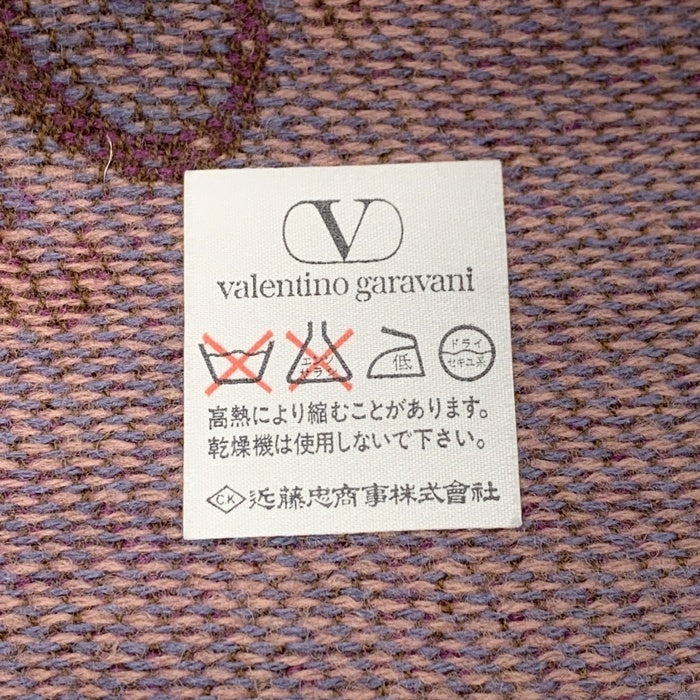 V
valentino garavani
エンソ
サラシ
低
ドライ
セキユ系
高熱により縮むことがあります。
乾燥機は使用しないで下さい。
C.K 近藤忠商事株式會社